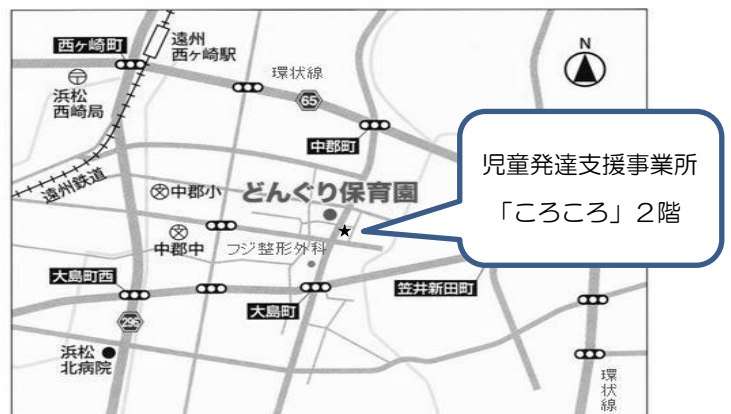 西ヶ崎町
遠州
西ヶ崎駅
N
環状線
〒
浜松
西崎局
65
中郡町
児童発達支援事業所
「ころころ」2階
遠州鉄道
文中郡小
どんぐり保育園
★
文
中郡中
フジ整形外科
大島町西
大島町
笠井新田町
296
浜松
北病院
環状線